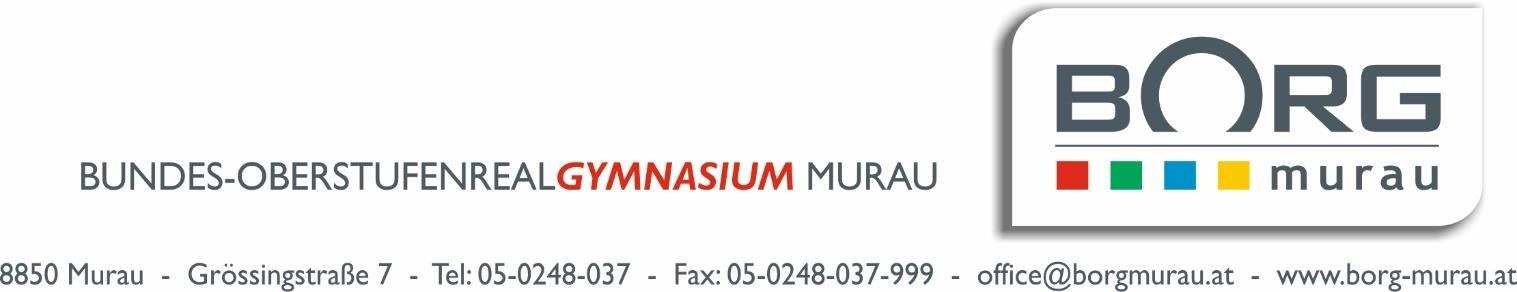 BORG
murau
BUNDES-OBERSTUFENREALGYMNASIUM MURAU
8850 Murau - Grössingstraße 7 - Tel: 05-0248-037 - Fax: 05-0248-037-999 - office@borgmurau.at - www.borg-murau.at